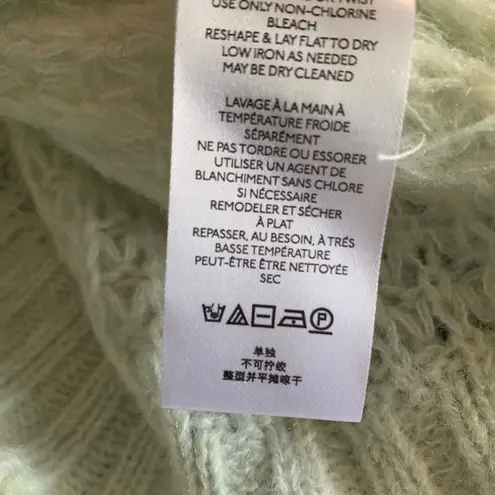 TWIST
USE ONLY NON-CHLORINE
BLEACH
RESHAPE & LAY FLAT TO DRY
LOW IRON AS NEEDED
MAY BE DRY CLEANED
LAVAGE À LA MAIN À
TEMPÉRATURE FROIDE
SÉPARÉMENT
NE PAS TORDRE OU ESSORER
UTILISER UN AGENT DE
BLANCHIMENT SANS CHLORE
SI NÉCESSAIRE
REMODELER ET SÉCHER
À PLAT
REPASSER, AU BESOIN, À TRÉS
BASSE TEMPÉRATURE
PEUT-ÊTRE ÊTRE NETTOYÉE
SEC
P
单独
不可拧绞
整型并平摊晾干